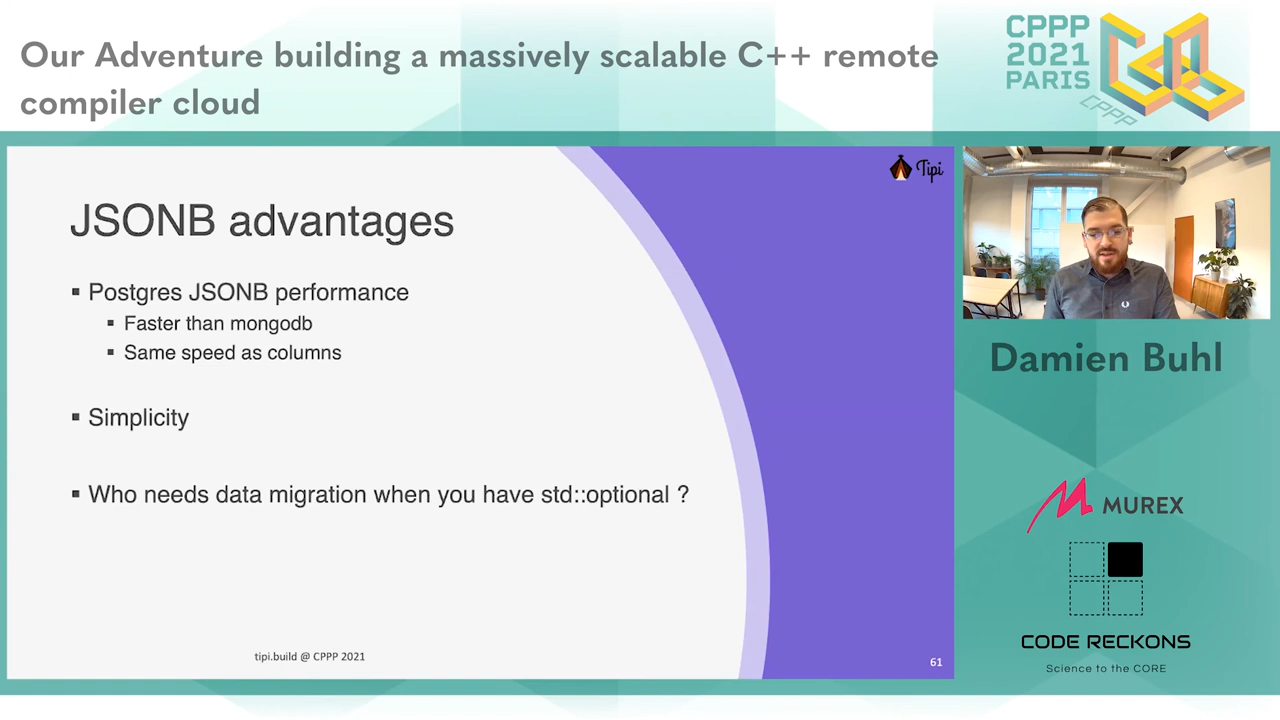 Our Adventure building a massively scalable C++ remote
compiler cloud
CPPP
2021
PARIS
CPPP
Tipi
JSONB advantages
▪ Postgres JSONB performance
▪ Faster than mongodb
▪ Same speed as columns
▪ Simplicity
▪ Who needs data migration when you have std::optional ?
tipi.build @ CPPP 2021
61
Damien Buhl
MUREX
CODE RECKONS
Science to the CORE